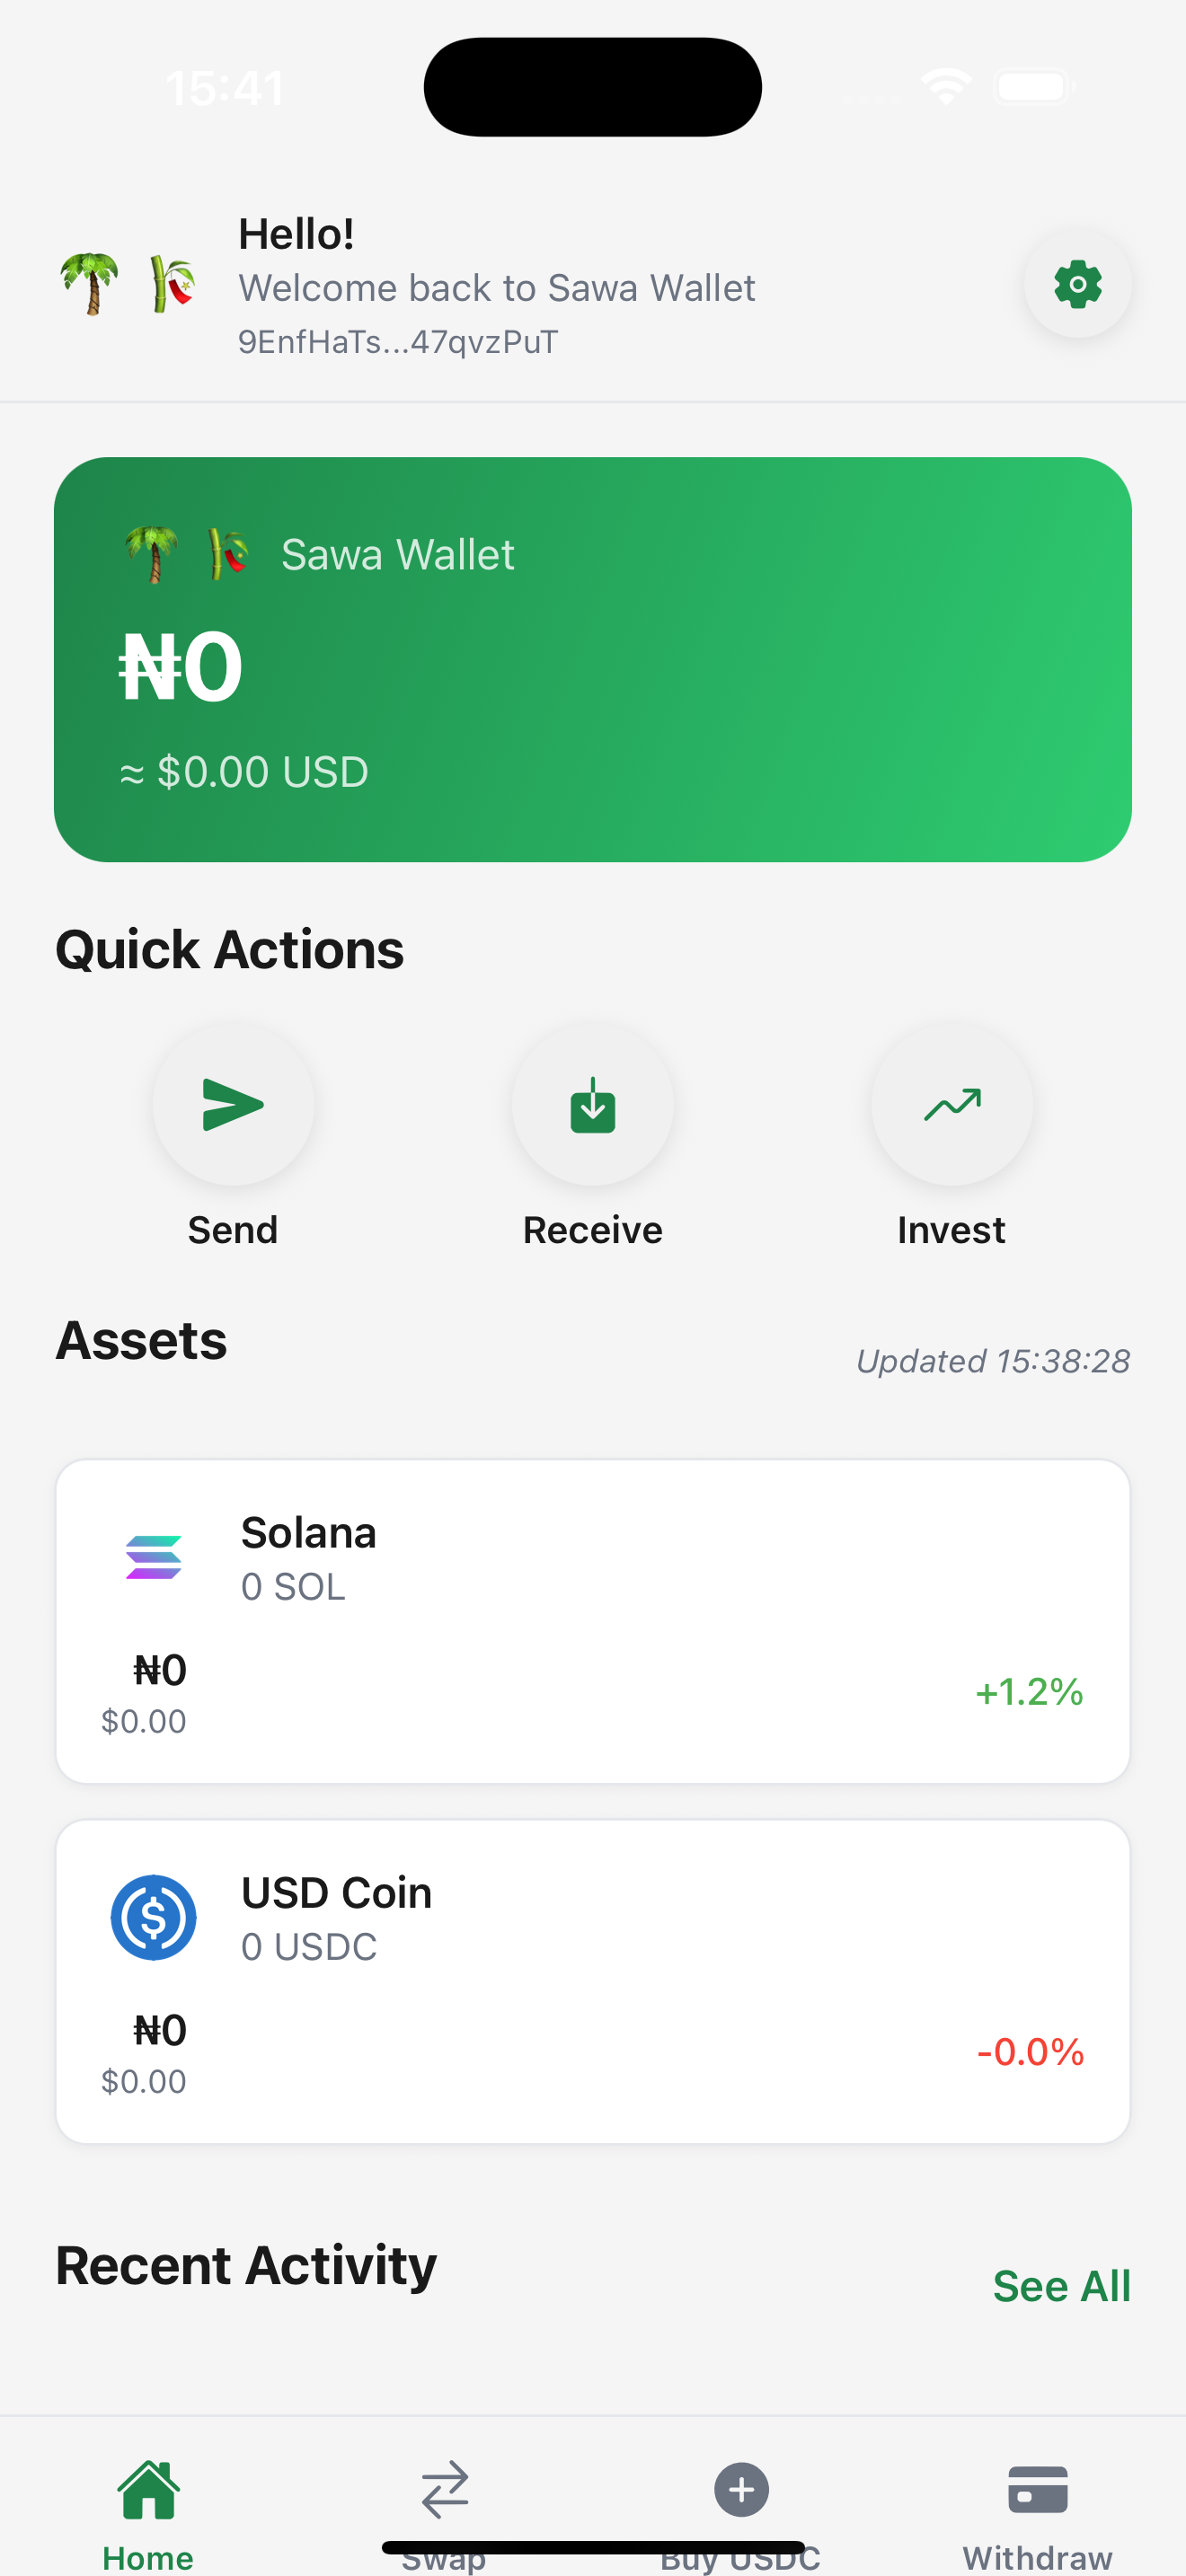 15:41
Hello!
Welcome back to Sawa Wallet
9EnfHaTs...47qvzPuT
Sawa Wallet
₦0
≈ $0.00 USD
Quick Actions
Send
Receive
Invest
Assets
Updated 15:38:28
Solana
0 SOL
₦0
$0.00
+1.2%
USD Coin
0 USDC
₦0
$0.00
-0.0%
Recent Activity
See All
Home
Swap
Buy USDC
Withdraw